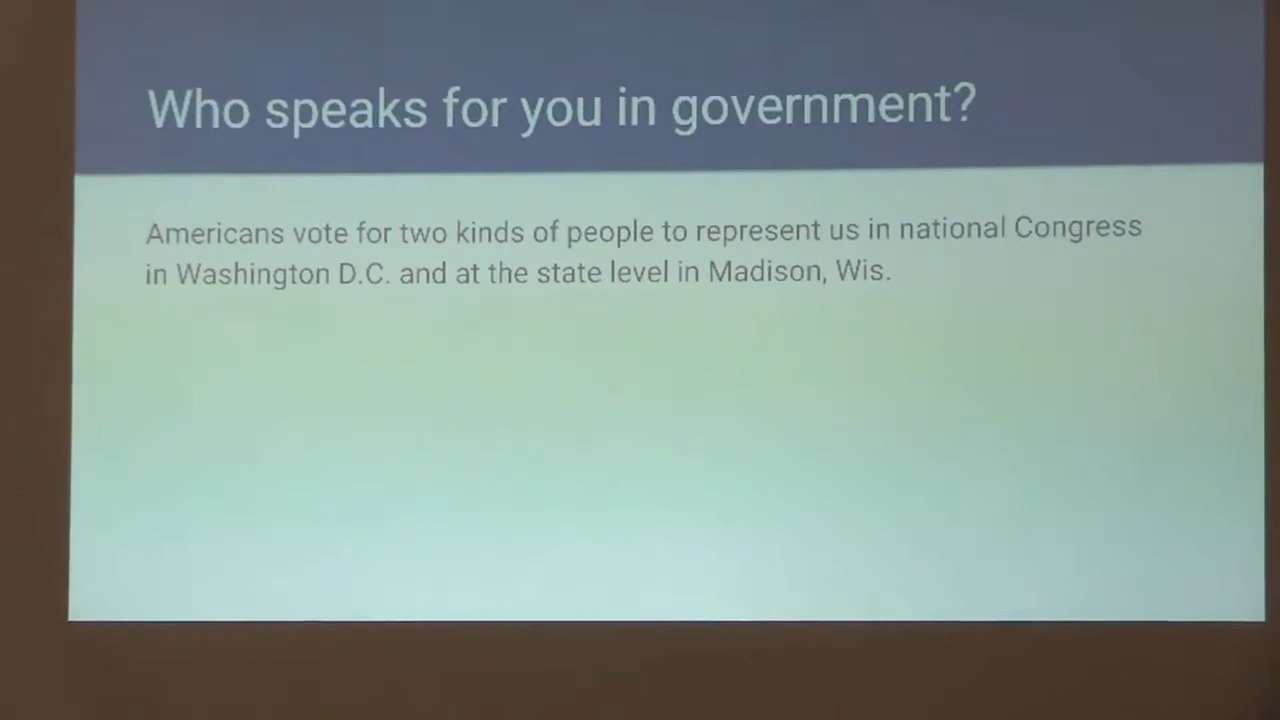 Who speaks for you in government?
Americans vote for two kinds of people to represent us in national Congress
in Washington D.C. and at the state level in Madison, Wis.